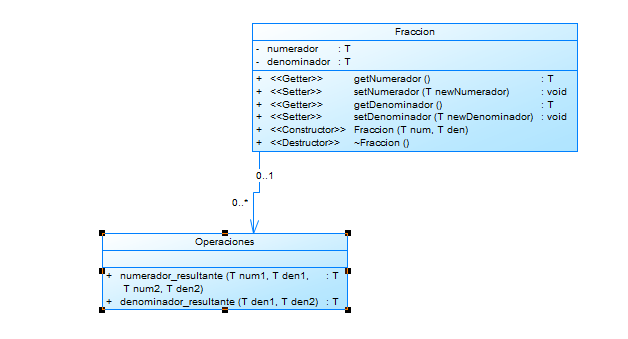 Fraccion
- numerador : T
- denominador : T
+ <<Getter>> getNumerador () : T
+ <<Setter>> setNumerador (T newNumerador) : void
+ <<Getter>> getDenominador () : T
+ <<Setter>> setDenominador (T newDenominador) : void
+ <<Constructor>> Fraccion (T num, T den)
+ <<Destructor>> ~Fraccion ()
0..1
0..*
Operaciones
+ numerador_resultante (T num1, T den1, : T
T num2, T den2)
+ denominador_resultante (T den1, T den2) : T